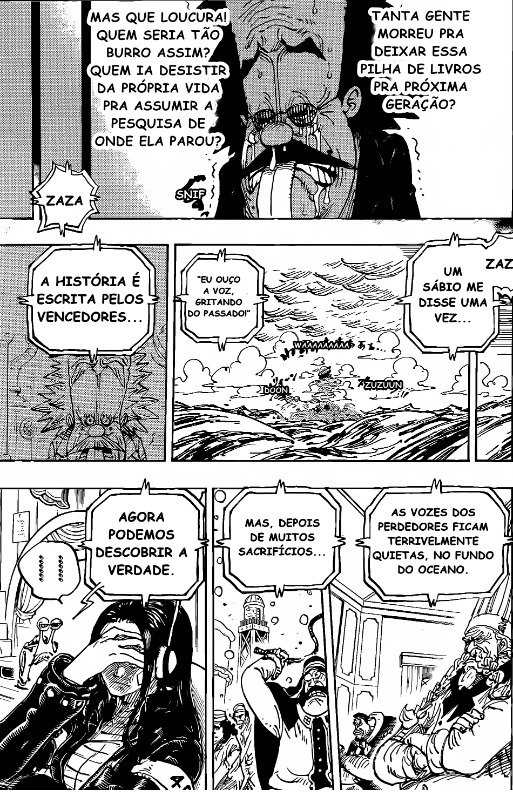 TANTA GENTE
MORREU PRA
DEIXAR ESSA
PILHA DE LIVROS
PRA PRÓXIMA
GERAÇÃO?
MAS QUE LOUCURA!
QUEM SERIA TÃO
BURRO ASSIM?
QUEM IA DESISTIR
DA PRÓPRIA VIDA
PRA ASSUMIR A
PESQUISA DE
ONDE ELA PAROU?
SNIF
ZAZA
ZAZ
UM
SÁBIO ME
DISSE UMA
VEZ...
"EU OUÇO
A VOZ,
GRITANDO
DO PASSADO!"
DOON
ZUZUUN
A HISTÓRIA É
ESCRITA PELOS
VENCEDORES...
AS VOZES DOS
PERDEDORES FICAM
TERRIVELMENTE
QUIETAS, NO FUNDO
DO OCEANO.
MAS, DEPOIS
DE MUITOS
SACRIFÍCIOS...
AGORA
PODEMOS
DESCOBRIR A
VERDADE.